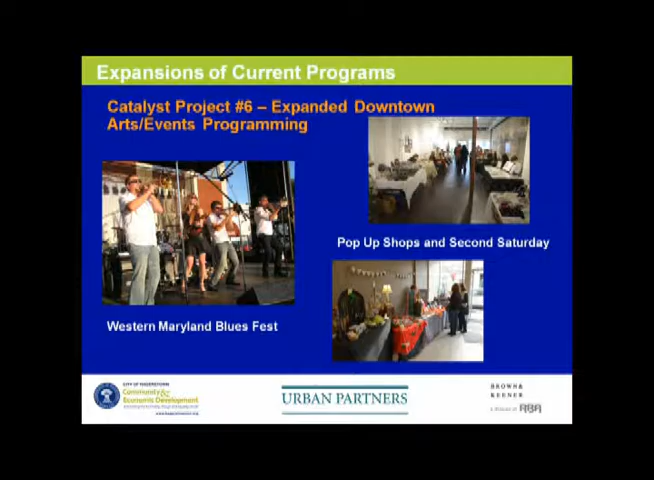 Expansions of Current Programs
Catalyst Project #6 – Expanded Downtown
Arts/Events Programming
Pop Up Shops and Second Saturday
Western Maryland Blues Fest
CITY OF HAGERSTOWN
Community &
Economic Development
URBAN PARTNERS
BROWN &
KEENER